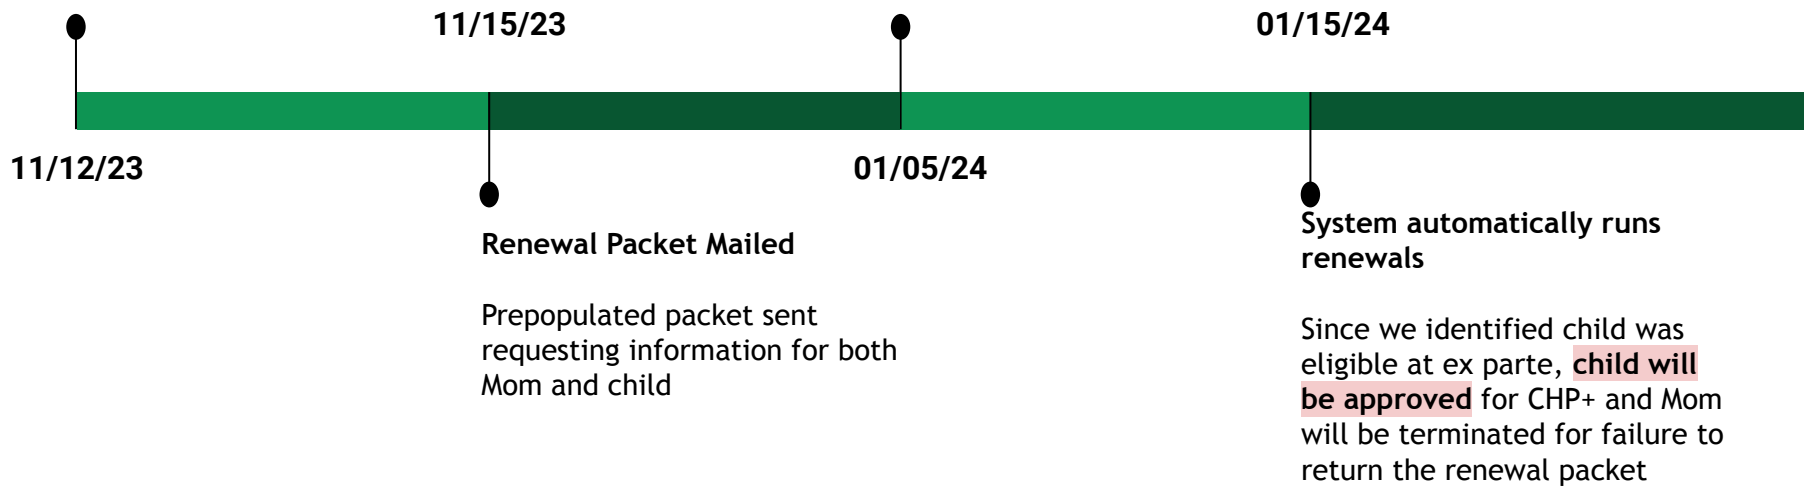 11/15/23
01/15/24
11/12/23
01/05/24
Renewal Packet Mailed
Prepopulated packet sent
requesting information for both
Mom and child
System automatically runs
renewals
Since we identified child was
eligible at ex parte, child will
be approved for CHP+ and Mom
will be terminated for failure to
return the renewal packet